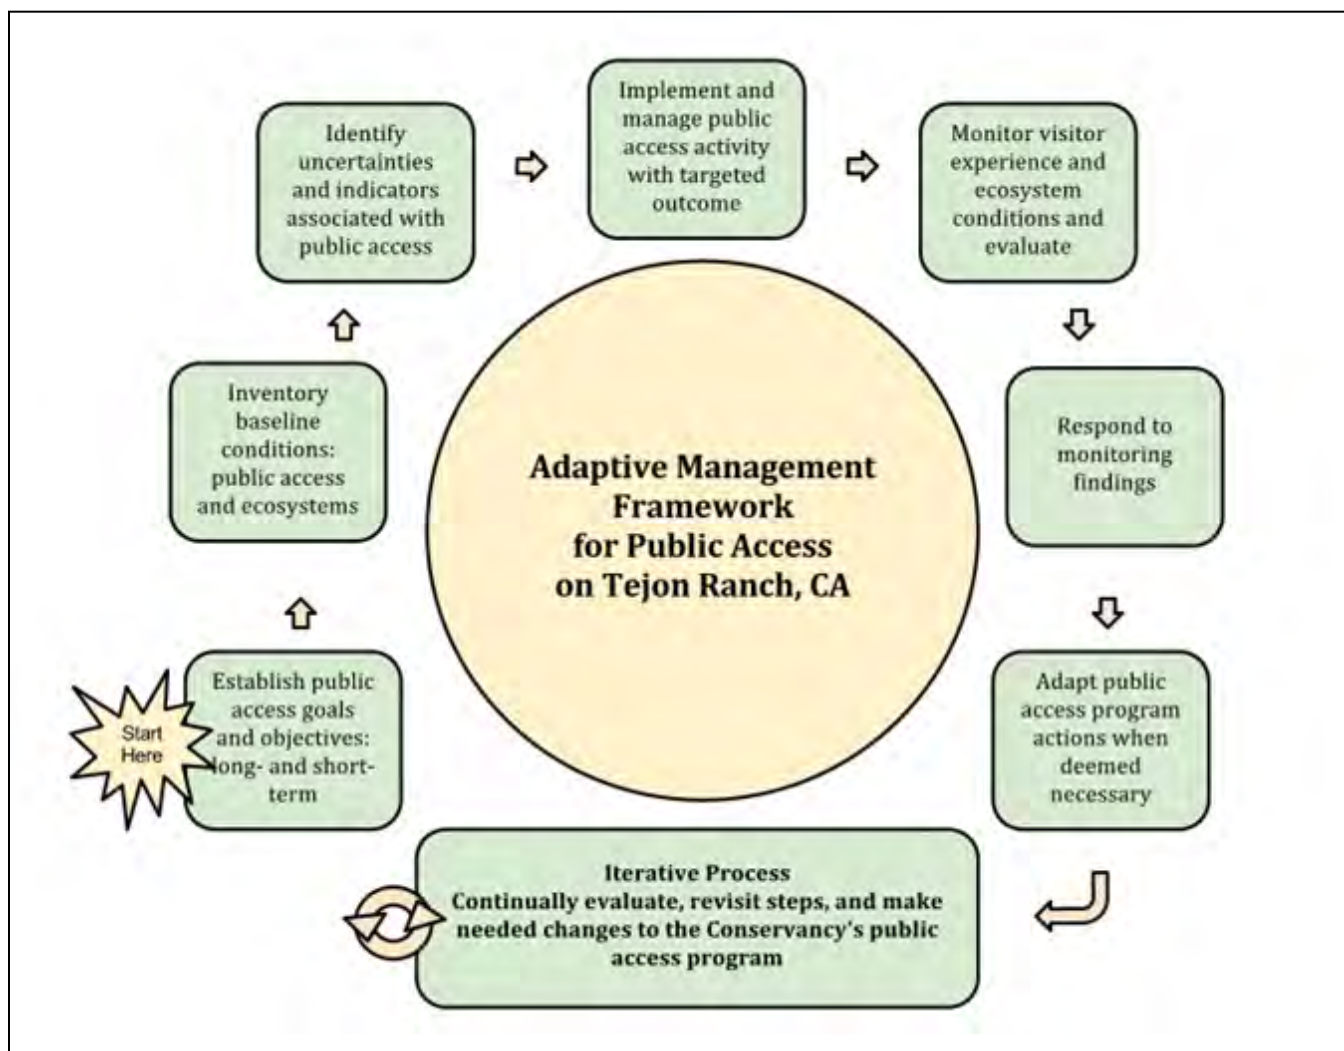 Start
Here
Establish public
access goals
and objectives:
long- and short-
term
Inventory
baseline
conditions:
public access
and ecosystems
Identify
uncertainties
and indicators
associated with
public access
Implement and
manage public
access activity
with targeted
outcome
Monitor visitor
experience and
ecosystem
conditions and
evaluate
Respond to
monitoring
findings
Adapt public
access program
actions when
deemed
necessary
Iterative Process
Continually evaluate, revisit steps, and make
needed changes to the Conservancy's public
access program
Adaptive Management
Framework
for Public Access
on Tejon Ranch, CA